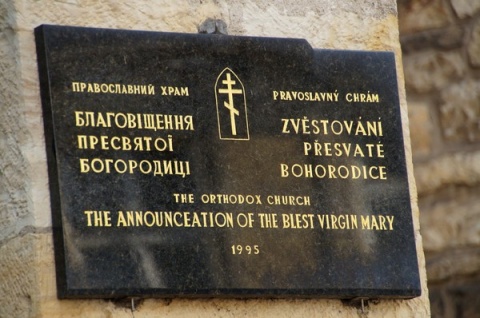 ПРАВОСЛАВНИЙ ХРАМ
БЛАГОВІЩЕННЯ
ПРЕСВЯТОЇ
БОГОРОДИЦІ
PRAVOSLAVNÝ CHRÁM
ZVĚSTOVÁNÍ
PŘESVATÉ
BOHORODICE
THE ORTHODOX CHURCH
THE ANNOUNCEATION OF THE BLEST VIRGIN MARY
1995